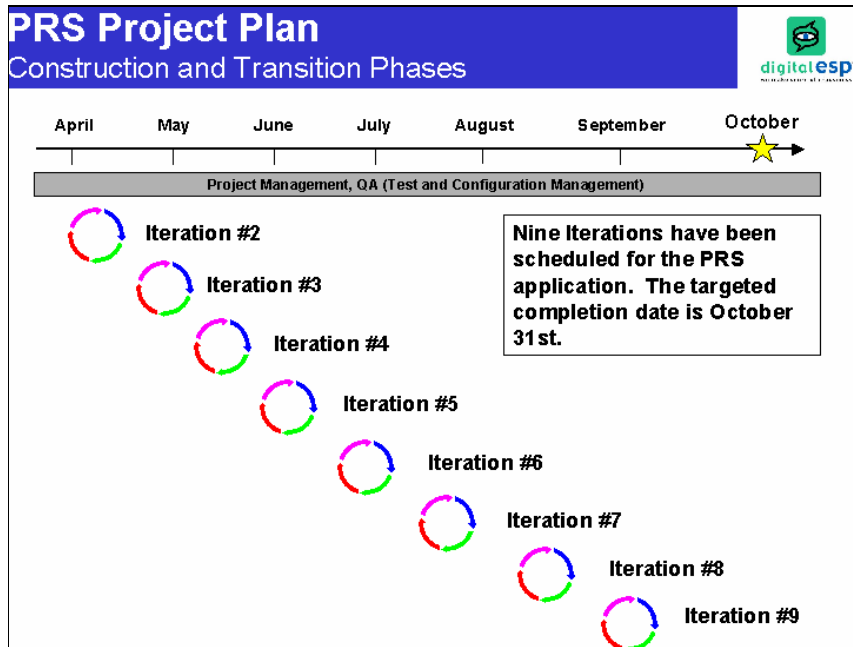 PRS Project Plan
Construction and Transition Phases
digitalesp
April May June July August September October
Project Management, QA (Test and Configuration Management)
Iteration #2
Nine Iterations have been
scheduled for the PRS
application. The targeted
completion date is October
31st.
Iteration #3
Iteration #4
Iteration #5
Iteration #6
Iteration #7
Iteration #8
Iteration #9